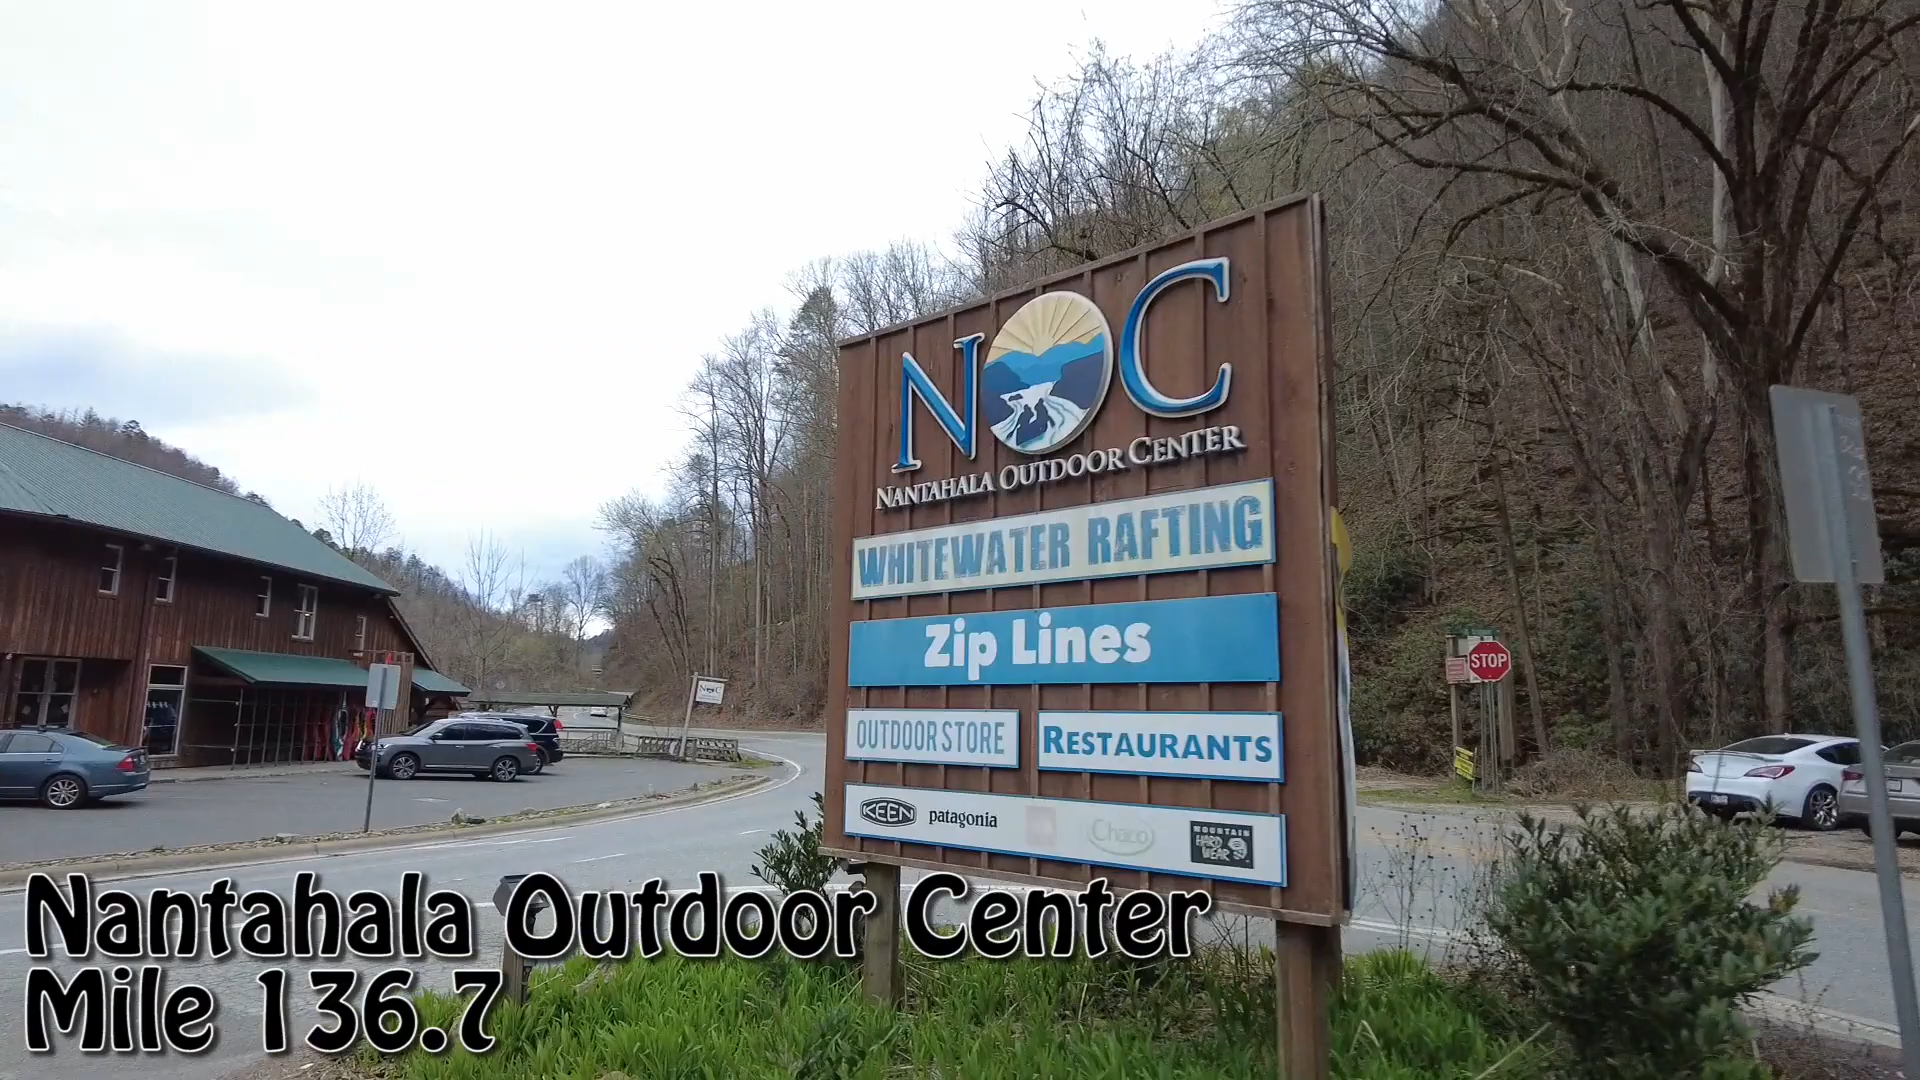 NOC
NANTAHALA OUTDOOR CENTER
WHITEWATER RAFTING
Zip Lines
OUTDOOR STORE
RESTAURANTS
KEEN
patagonia
Chaco
MOUNTAIN
HARD
WEAR
NOC
STOP
Nantahala Outdoor Center
Mile 136.7